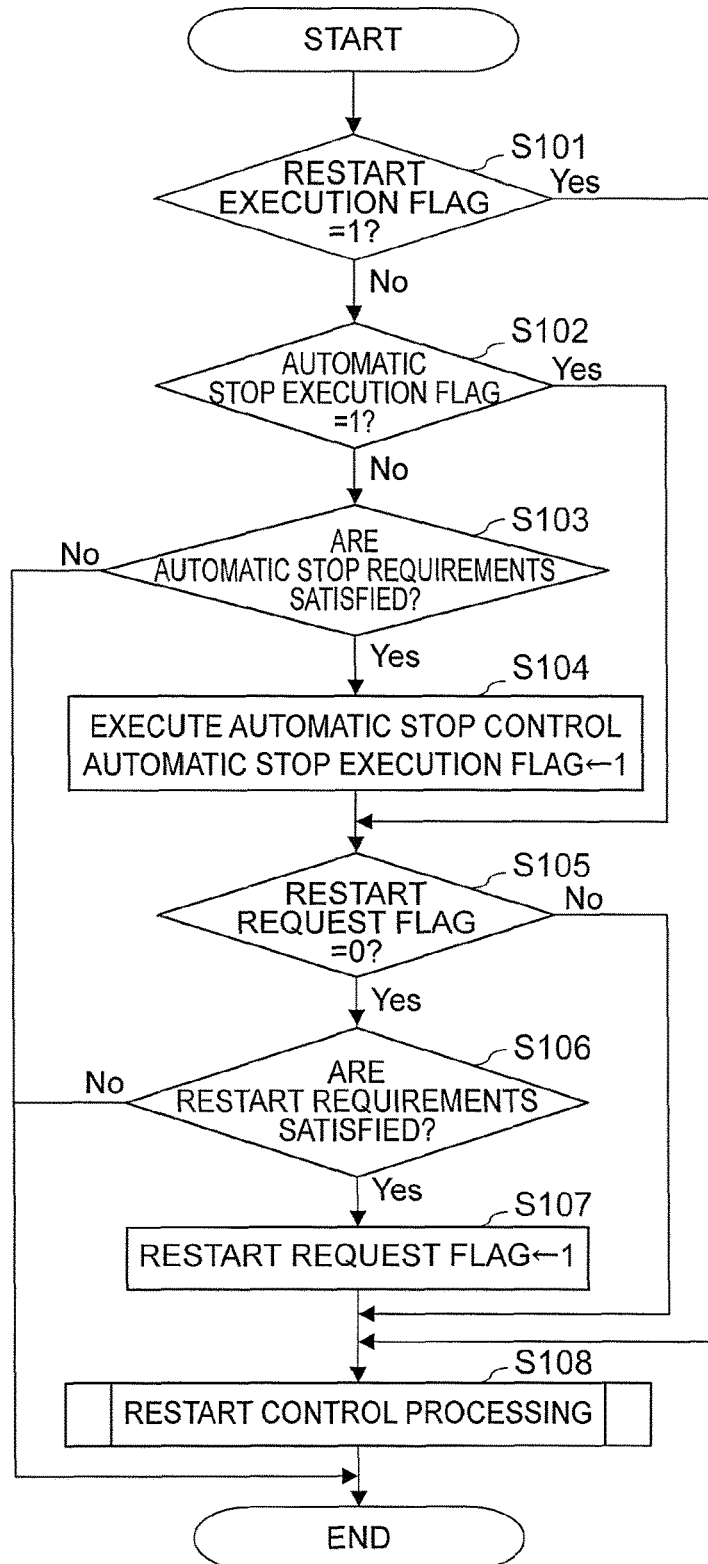 START
S101
RESTART
EXECUTION FLAG
=1?
Yes
No
S102
AUTOMATIC
STOP EXECUTION FLAG
=1?
Yes
No
S103
ARE
AUTOMATIC STOP REQUIREMENTS
SATISFIED?
No
Yes
S104
EXECUTE AUTOMATIC STOP CONTROL
AUTOMATIC STOP EXECUTION FLAG←1
S105
RESTART
REQUEST FLAG
=0?
No
Yes
S106
ARE
RESTART REQUIREMENTS
SATISFIED?
No
Yes
S107
RESTART REQUEST FLAG←1
S108
RESTART CONTROL PROCESSING
END